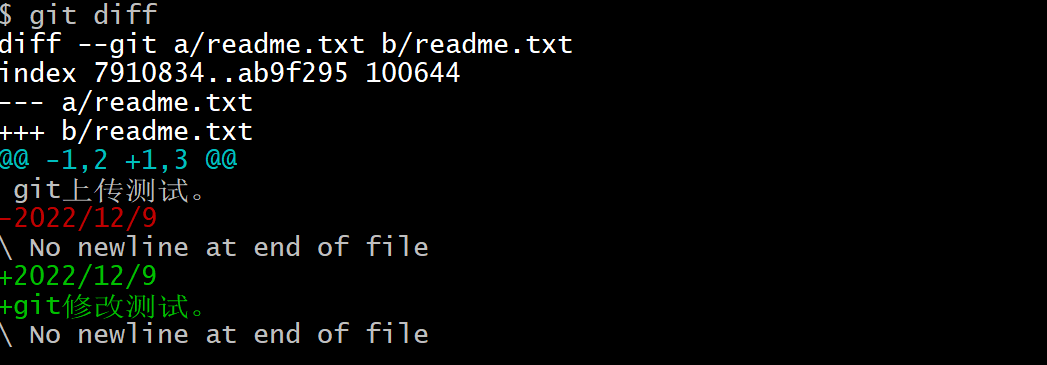 $ git diff
diff --git a/readme.txt b/readme.txt
index 7910834..ab9f295 100644
--- a/readme.txt
+++ b/readme.txt
@@ -1,2 +1,3 @@
 git上传测试。
-2022/12/9
\ No newline at end of file
+2022/12/9
+git修改测试。
\ No newline at end of file